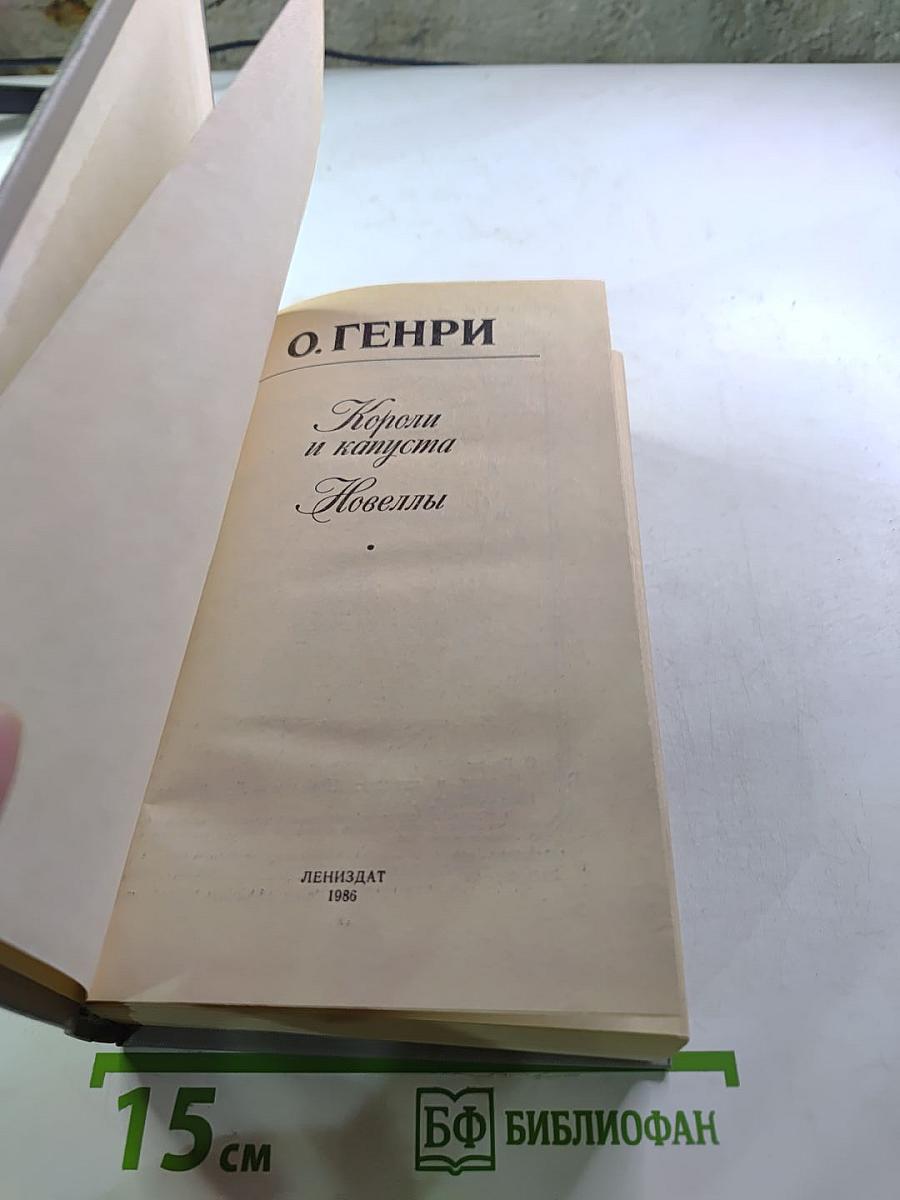 О. ГЕНРИ
Короли
и капуста
Новеллы
ЛЕНИЗДАТ
1986
15 см
БФ БИБЛИОФАН